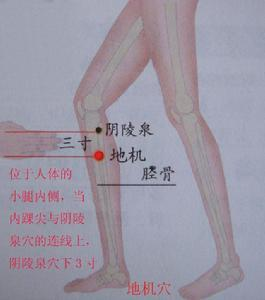 阴陵泉
三寸
地机
胫骨
位于人体的
小腿内侧，当
内踝尖与阴陵
泉穴的连线上，
阴陵泉穴下3寸
地机穴